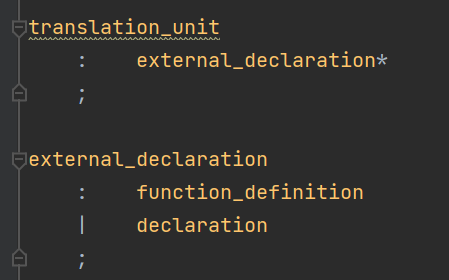 translation_unit
    :   external_declaration*
    ;

external_declaration
    :   function_definition
    |   declaration
    ;